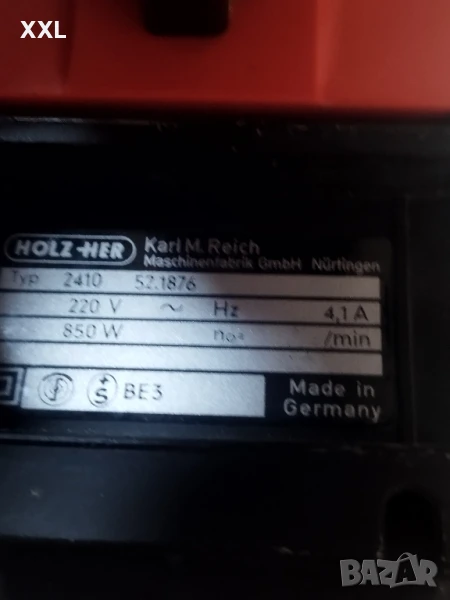 XXL
HOLZ-HER Karl M. Reich
Maschinenfabrik GmbH Nürtingen
Typ 2410 52.1876
220 V ~ Hz 4,1 A
850 W /min
BE3 Made in
Germany
BAZAR